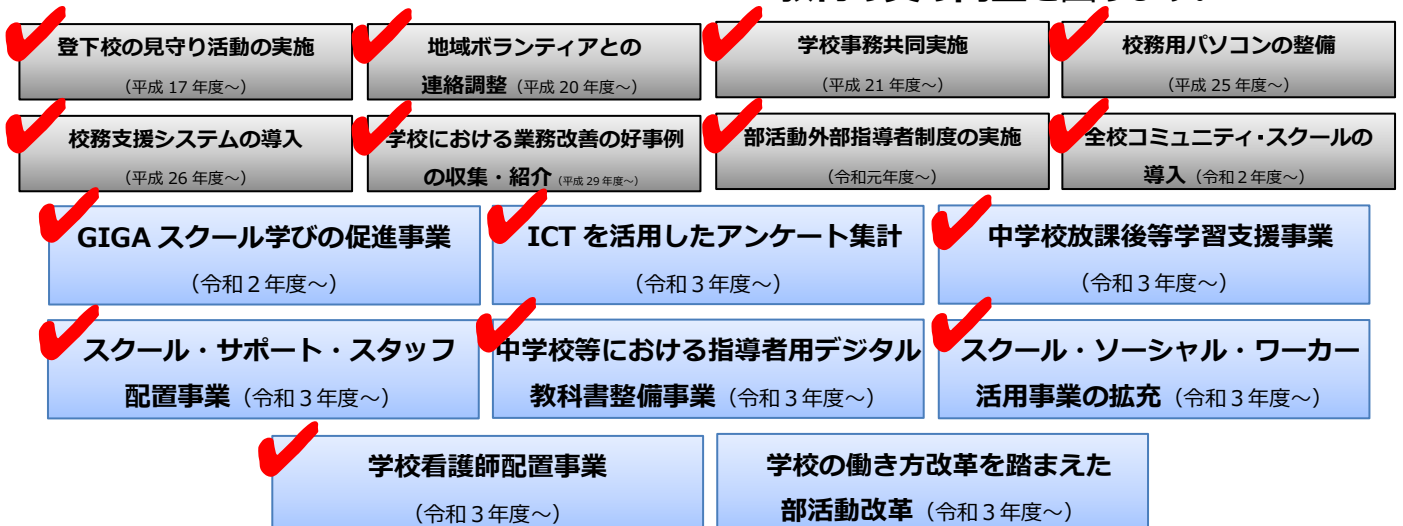 登下校の見守り活動の実施
（平成 17 年度～）
地域ボランティアとの
連絡調整（平成 20 年度～）
学校事務共同実施
（平成 21 年度～）
校務用パソコンの整備
（平成 25 年度～）
校務支援システムの導入
（平成 26 年度～）
学校における業務改善の好事例
の収集・紹介（平成 29 年度～）
部活動外部指導者制度の実施
（令和元年度～）
全校コミュニティ・スクールの
導入（令和２年度～）
GIGA スクール学びの促進事業
（令和２年度～）
ICT を活用したアンケート集計
（令和３年度～）
中学校放課後等学習支援事業
（令和３年度～）
スクール・サポート・スタッフ
配置事業（令和３年度～）
中学校等における指導者用デジタル
教科書整備事業（令和３年度～）
スクール・ソーシャル・ワーカー
活用事業の拡充（令和３年度～）
学校看護師配置事業
（令和３年度～）
学校の働き方改革を踏まえた
部活動改革（令和３年度～）